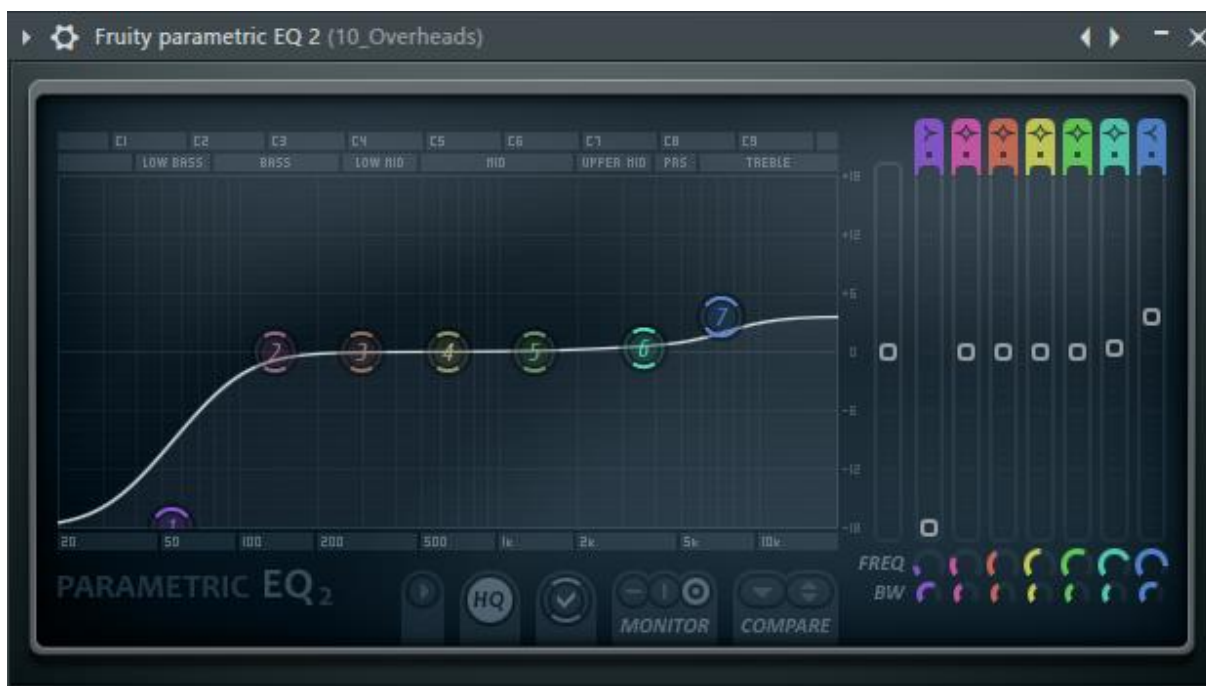 Fruity parametric EQ 2 (10_Overheads)
C1 C2 C3 C4 C5 C6 C7 C8 C9
LOW BASS BASS LOW MID MID UPPER MID PRS TREBLE
+18
+12
+6
0
-6
-12
-18
1 2 3 4 5 6 7
20 50 100 200 500 1k 2k 5k 10k
FREQ
BW
PARAMETRIC EQ2
HQ
MONITOR
COMPARE